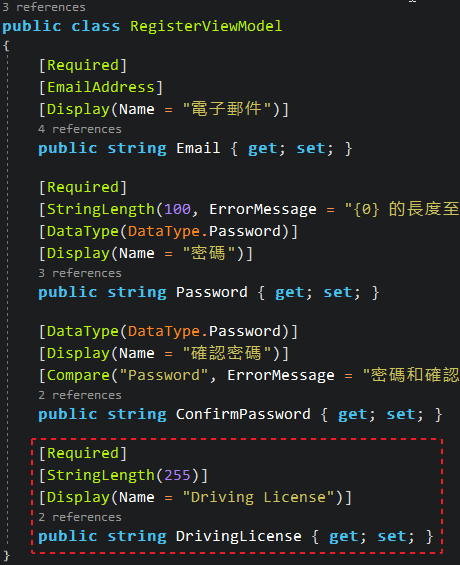 3 references
public class RegisterViewModel
{
[Required]
[EmailAddress]
[Display(Name = "電子郵件")]
4 references
public string Email { get; set; }
[Required]
[StringLength(100, ErrorMessage = "{0} 的長度至
[DataType(DataType.Password)]
[Display(Name = "密碼")]
3 references
public string Password { get; set; }
[DataType(DataType.Password)]
[Display(Name = "確認密碼")]
[Compare("Password", ErrorMessage = "密碼和確認
2 references
public string ConfirmPassword { get; set; }
[Required]
[StringLength(255)]
[Display(Name = "Driving License")]
2 references
public string DrivingLicense { get; set; }
}